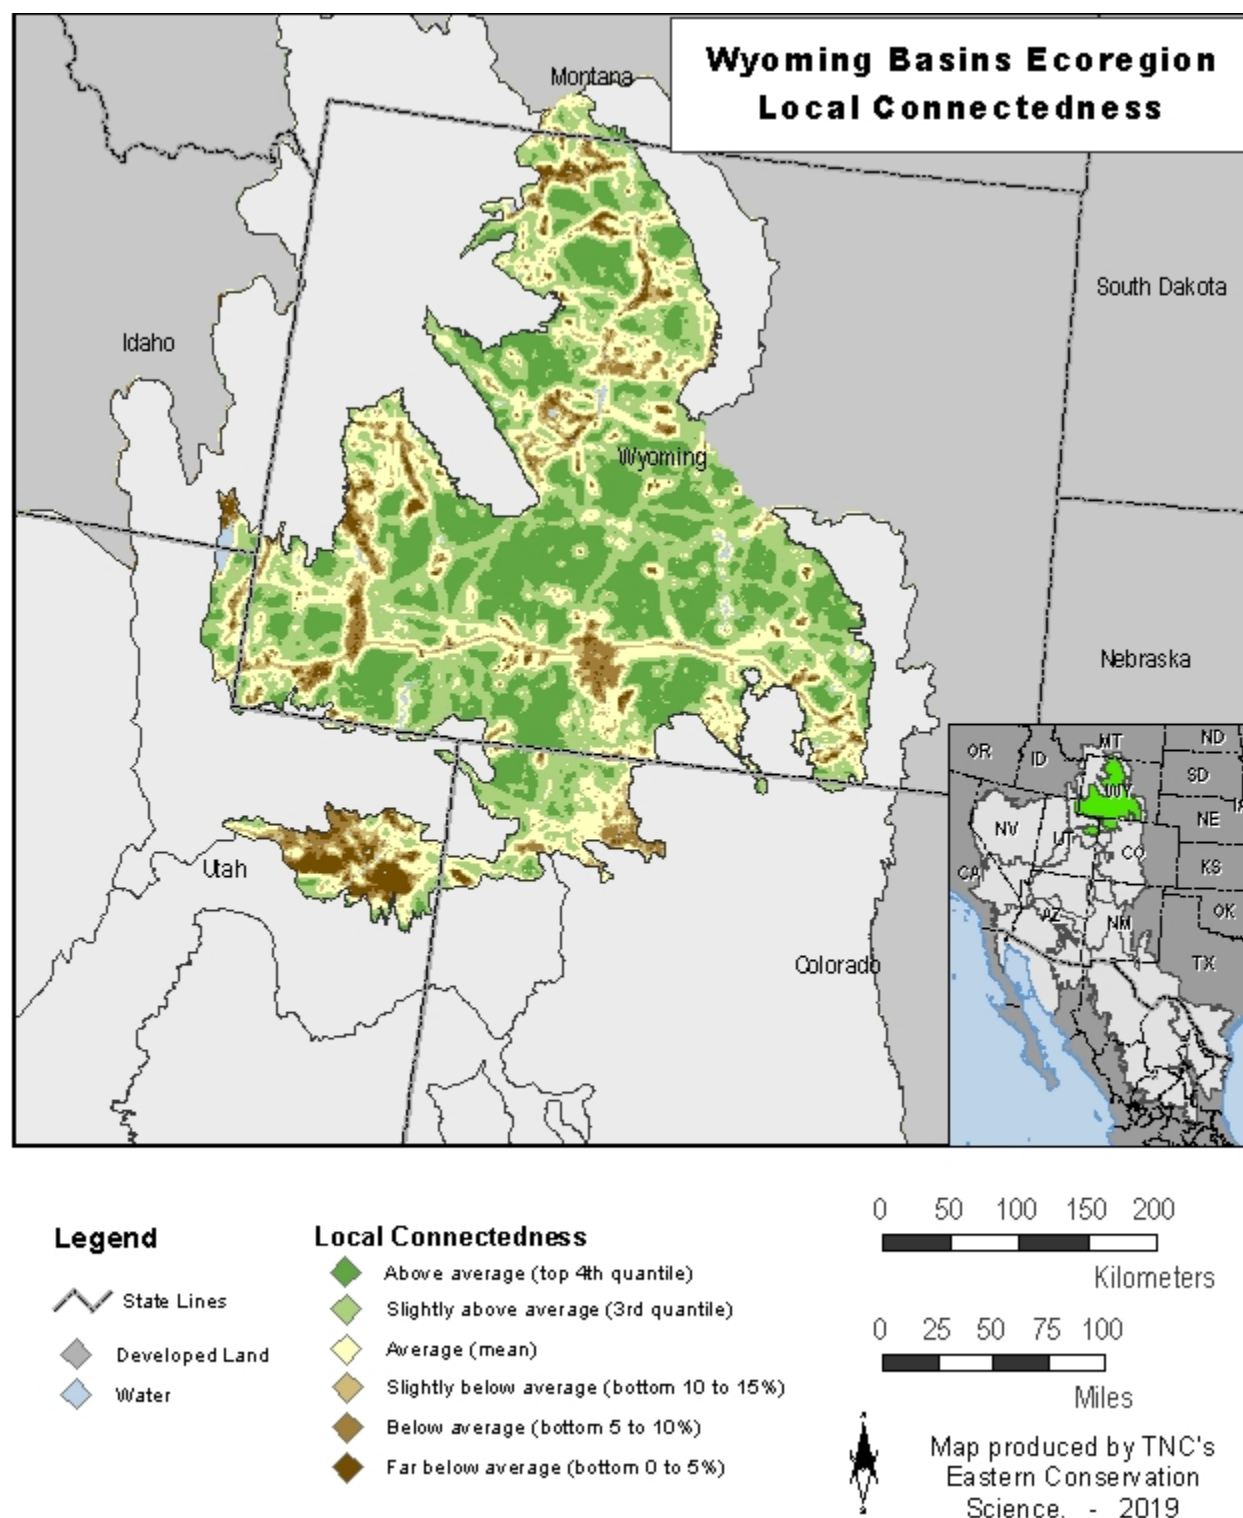 Wyoming Basins Ecoregion
Local Connectedness
Montana
South Dakota
Idaho
Wyoming
Nebraska
Utah
Colorado
OR
ID
MT
ND
SD
WY
NE
NV
UT
CO
KS
CA
AZ
NM
OK
TX
Legend
State Lines
Developed Land
Water
Local Connectedness
Above average (top 4th quantile)
Slightly above average (3rd quantile)
Average (mean)
Slightly below average (bottom 10 to 15%)
Below average (bottom 5 to 10%)
Far below average (bottom 0 to 5%)
0 50 100 150 200
Kilometers
0 25 50 75 100
Miles
Map produced by TNC's
Eastern Conservation
Science. - 2019